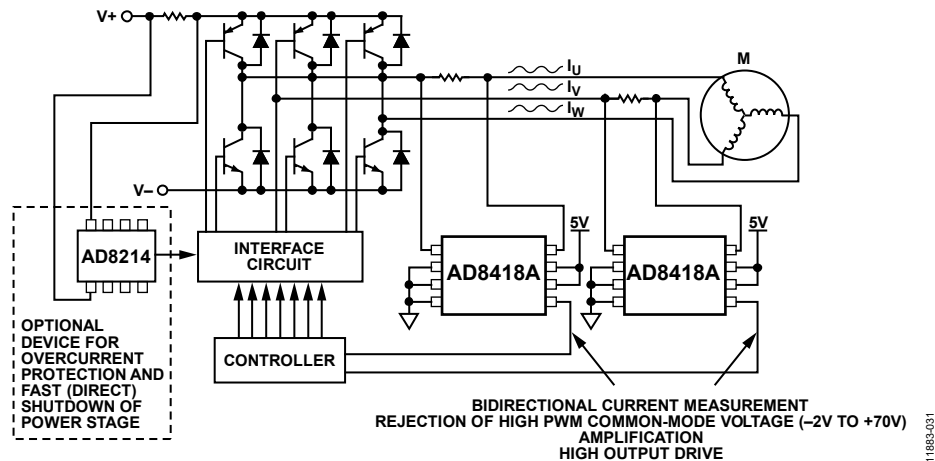 V+
M
I_U
I_V
I_W
V–
5V
5V
AD8214
INTERFACE
CIRCUIT
AD8418A
AD8418A
OPTIONAL
DEVICE FOR
OVERCURRENT
PROTECTION AND
FAST (DIRECT)
SHUTDOWN OF
POWER STAGE
CONTROLLER
BIDIRECTIONAL CURRENT MEASUREMENT
REJECTION OF HIGH PWM COMMON-MODE VOLTAGE (–2V TO +70V)
AMPLIFICATION
HIGH OUTPUT DRIVE
11883-031